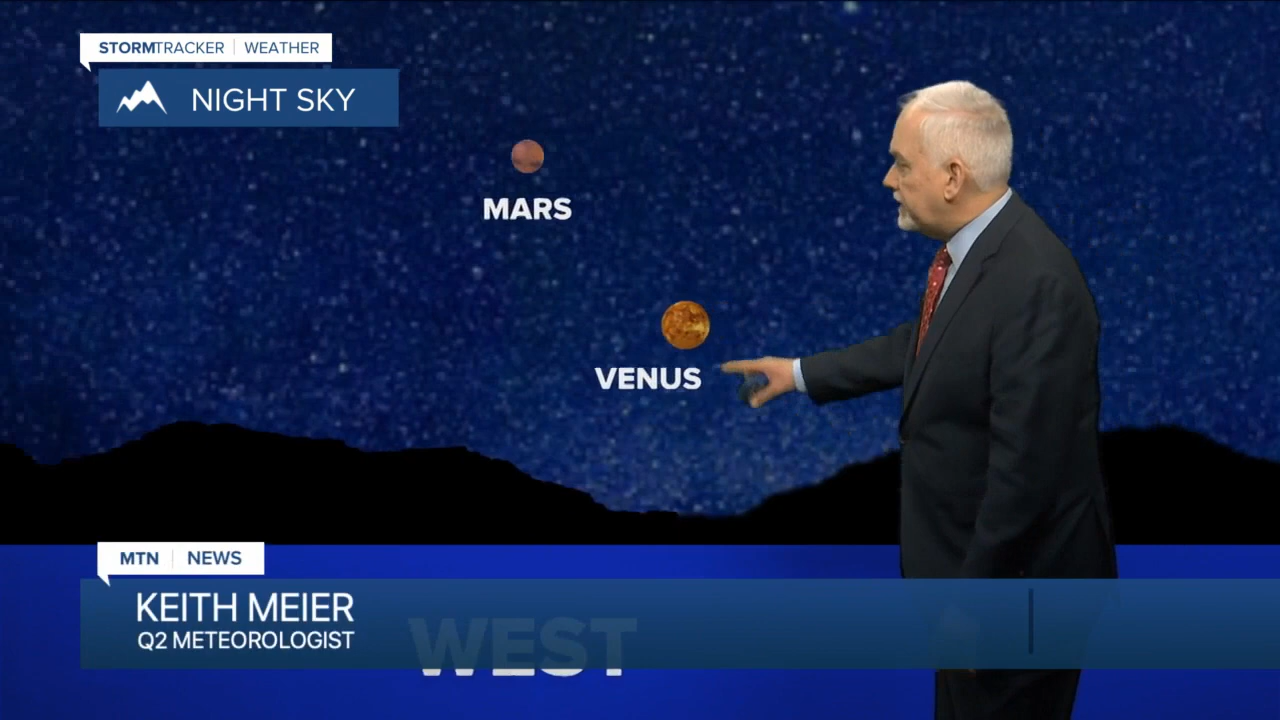 STORMTRACKER | WEATHER
NIGHT SKY
MARS
VENUS
MTN | NEWS
KEITH MEIER
Q2 METEOROLOGIST
WEST